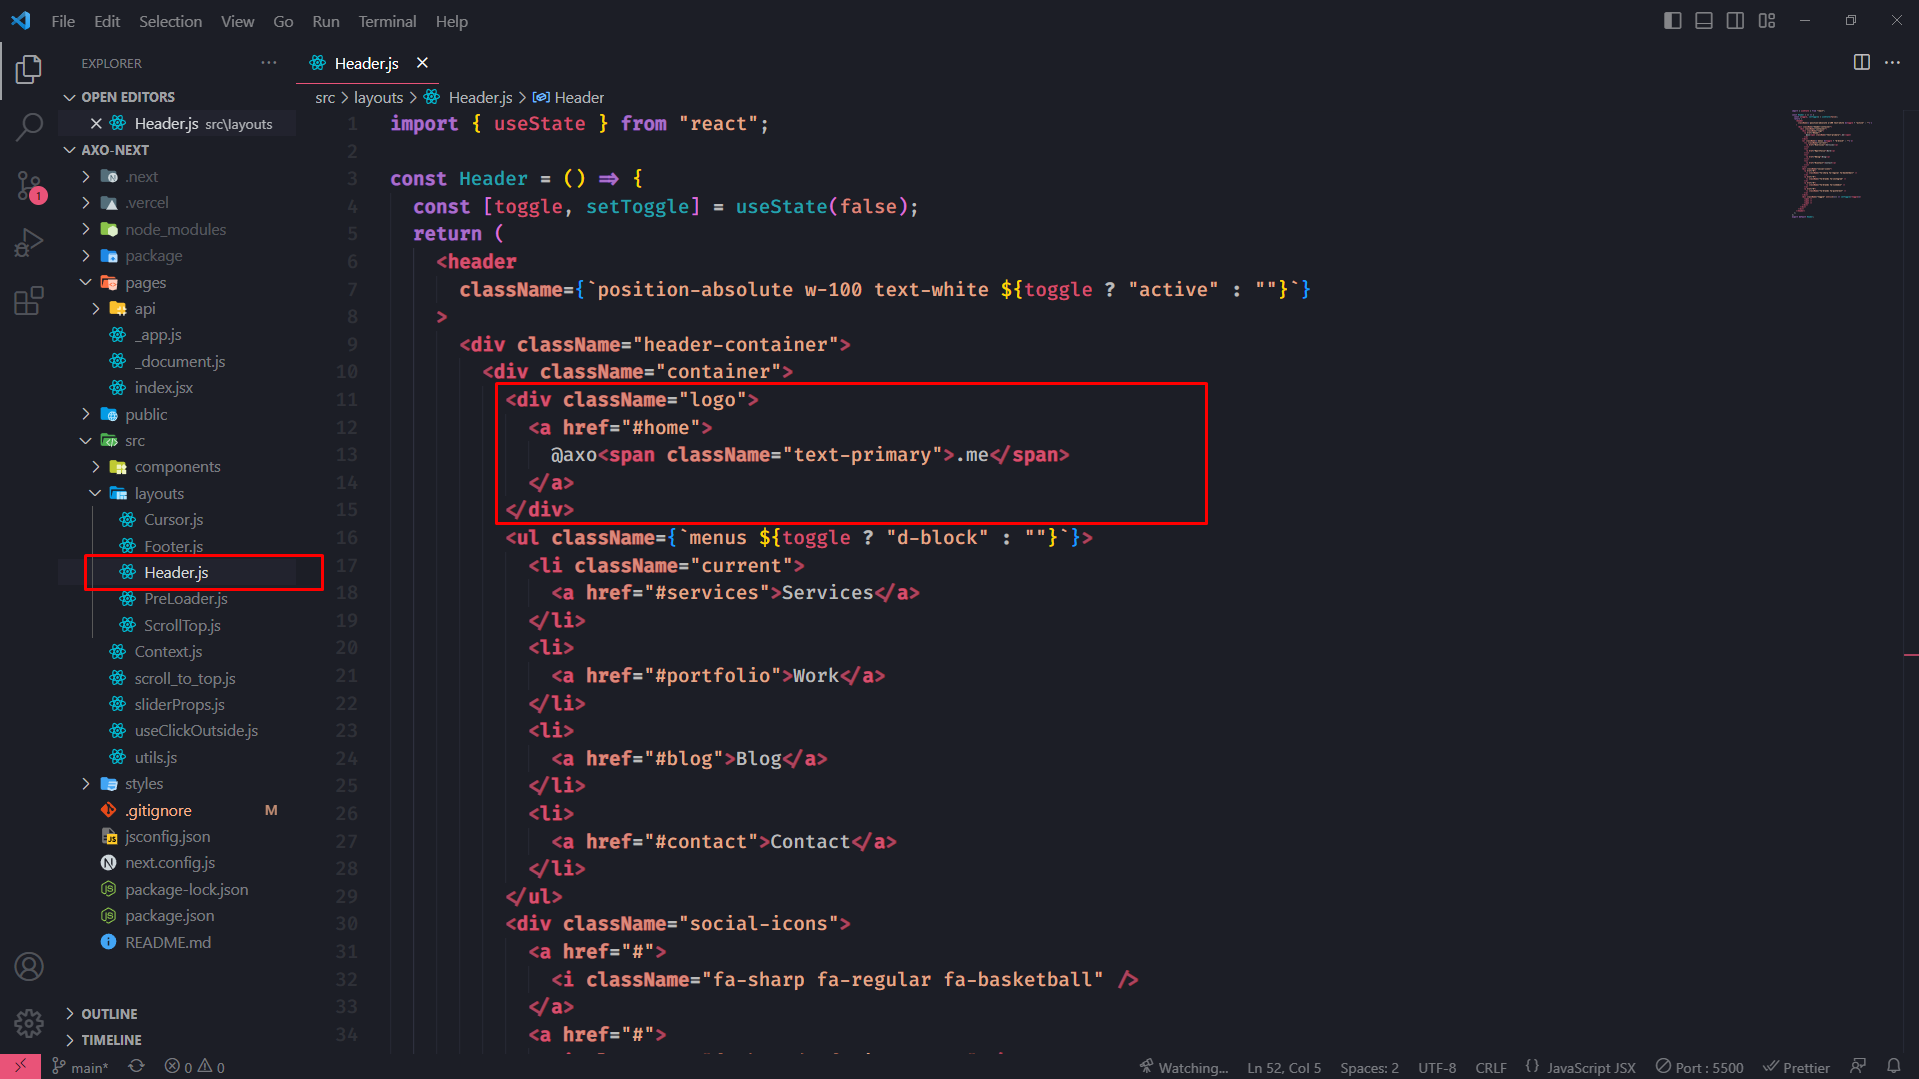 File Edit Selection View Go Run Terminal Help
EXPLORER
Header.js
OPEN EDITORS
Header.js src\layouts
AXO-NEXT
.next
.vercel
node_modules
package
pages
api
_app.js
_document.js
index.jsx
public
src
components
layouts
Cursor.js
Footer.js
Header.js
PreLoader.js
ScrollTop.js
Context.js
scroll_to_top.js
sliderProps.js
useClickOutside.js
utils.js
styles
.gitignore M
jsconfig.json
next.config.js
package-lock.json
package.json
README.md
OUTLINE
TIMELINE
1
src > layouts > Header.js > Header
1 import { useState } from "react";
2
3 const Header = () => {
4 const [toggle, setToggle] = useState(false);
5 return (
6 <header
7 className={`position-absolute w-100 text-white ${toggle ? "active" : ""}`}
8 >
9 <div className="header-container">
10 <div className="container">
11 <div className="logo">
12 <a href="#home">
13 @axo<span className="text-primary">.me</span>
14 </a>
15 </div>
16 <ul className={`menus ${toggle ? "d-block" : ""}`}>
17 <li className="current">
18 <a href="#services">Services</a>
19 </li>
20 <li>
21 <a href="#portfolio">Work</a>
22 </li>
23 <li>
24 <a href="#blog">Blog</a>
25 </li>
26 <li>
27 <a href="#contact">Contact</a>
28 </li>
29 </ul>
30 <div className="social-icons">
31 <a href="#">
32 <i className="fa-sharp fa-regular fa-basketball" />
33 </a>
34 <a href="#">
main* 0 0 Watching... Ln 52, Col 5 Spaces: 2 UTF-8 CRLF {} JavaScript JSX Port : 5500 Prettier